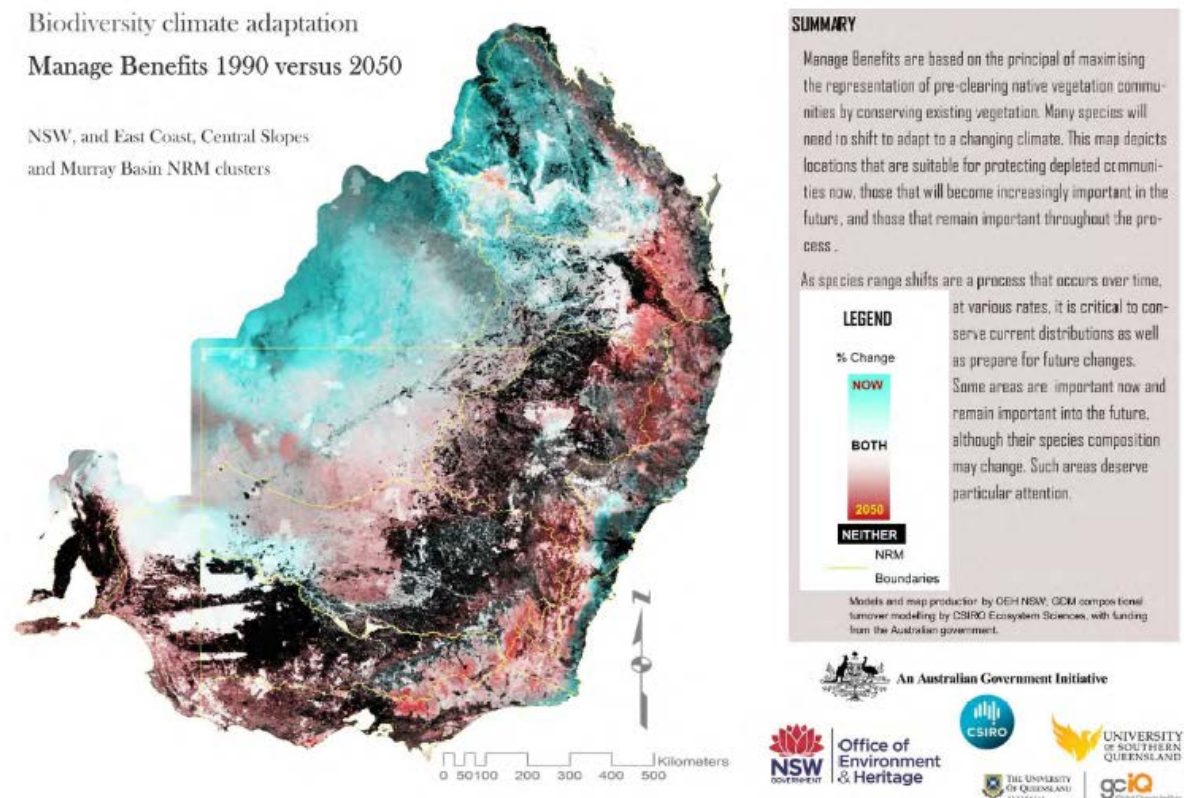 Biodiversity climate adaptation
Manage Benefits 1990 versus 2050
NSW, and East Coast, Central Slopes
and Murray Basin NRM clusters
SUMMARY
Manage Benefits are based on the principal of maximising
the representation of pre-clearing native vegetation commu-
nities by conserving existing vegetation. Many species will
need to shift to adapt to a changing climate. This map depicts
locations that are suitable for protecting depleted communi-
ties now, those that will become increasingly important in the
future, and those that remain important throughout the pro-
cess .
As species range shifts are a process that occurs over time,
at various rates, it is critical to con-
serve current distributions as well
as prepare for future changes.
Some areas are important now and
remain important into the future,
although their species composition
may change. Such areas deserve
particular attention.
LEGEND
% Change
NOW
BOTH
2050
NEITHER
NRM
Boundaries
Models and map production by OEH NSW; GDM compositional
turnover modelling by CSIRO Ecosystem Sciences, with funding
from the Australian government.
N
Kilometers
0 50 100 200 300 400 500
An Australian Government Initiative
NSW
GOVERNMENT
Office of
Environment
& Heritage
CSIRO
UNIVERSITY
OF SOUTHERN
QUEENSLAND
THE UNIVERSITY
OF QUEENSLAND
gciQ